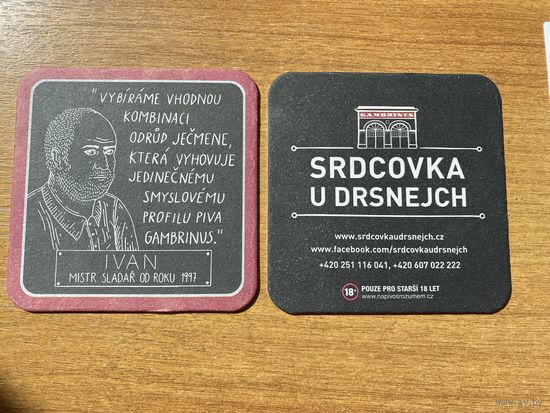 "VYBÍRÁME VHODNOU
KOMBINACI
ODRŮD JEČMENE,
KTERÁ VYHOVUJE
JEDINEČNÉMU
SMYSLOVÉMU
PROFILU PIVA
GAMBRINUS."
IVAN
MISTR SLADAŘ OD ROKU 1997
GAMBRINUS
SRDCOVKA
U DRSNEJCH
www.srdcovkaudrsnejch.cz
www.facebook.com/srdcovkaudrsnejch
+420 251 116 041, +420 607 022 222
18+ POUZE PRO STARŠÍ 18 LET
www.napivosrozumem.cz